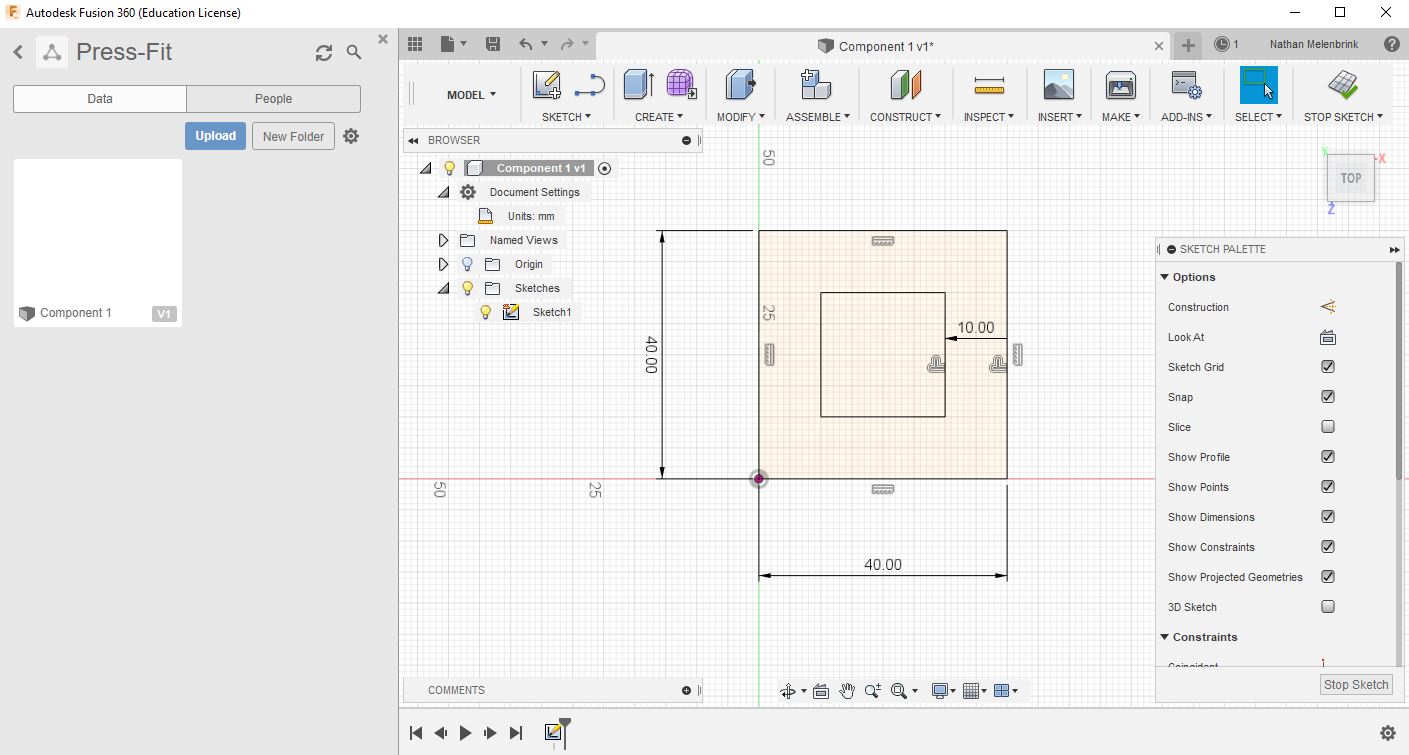 Autodesk Fusion 360 (Education License)
Press-Fit
Data
People
Upload
New Folder
Component 1
V1
Component 1 v1*
1
Nathan Melenbrink
MODEL
SKETCH
CREATE
MODIFY
ASSEMBLE
CONSTRUCT
INSPECT
INSERT
MAKE
ADD-INS
SELECT
STOP SKETCH
BROWSER
Component 1 v1
Document Settings
Units: mm
Named Views
Origin
Sketches
Sketch1
50
25
40.00
10.00
50
25
40.00
Y
X
TOP
Z
SKETCH PALETTE
Options
Construction
Look At
Sketch Grid
Snap
Slice
Show Profile
Show Points
Show Dimensions
Show Constraints
Show Projected Geometries
3D Sketch
Constraints
Coincident
Stop Sketch
COMMENTS